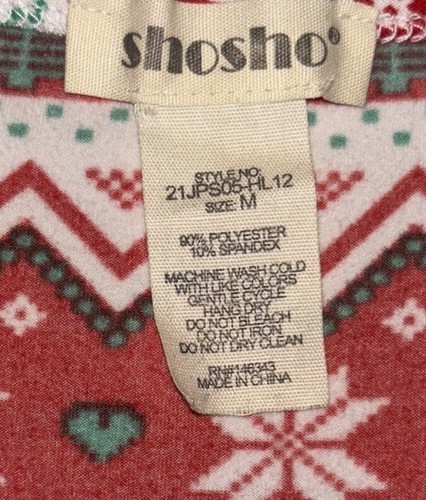 shosho®
STYLE NO:
21JPS05-HL12
SIZE: M
90% POLYESTER
10% SPANDEX
MACHINE WASH COLD
WITH LIKE COLORS
GENTLE CYCLE
HANG DRY
DO NOT BLEACH
DO NOT IRON
DO NOT DRY CLEAN
RN#146343
MADE IN CHINA